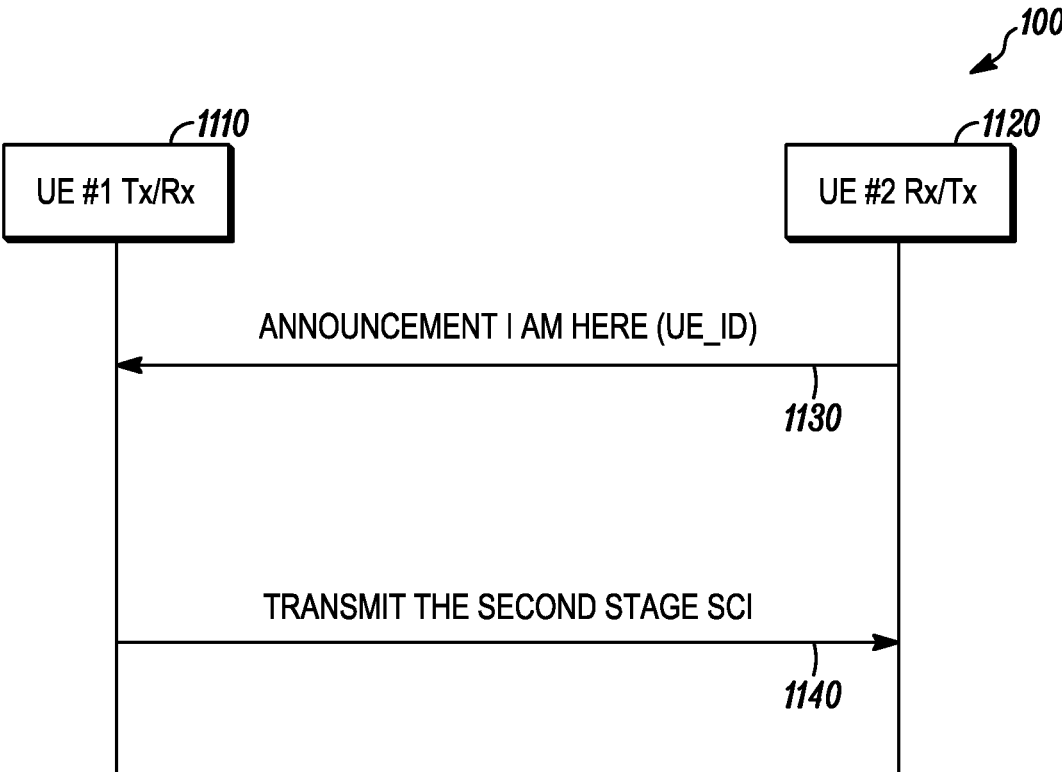 100
1110
1120
UE #1 Tx/Rx
UE #2 Rx/Tx
ANNOUNCEMENT I AM HERE (UE_ID)
1130
TRANSMIT THE SECOND STAGE SCI
1140